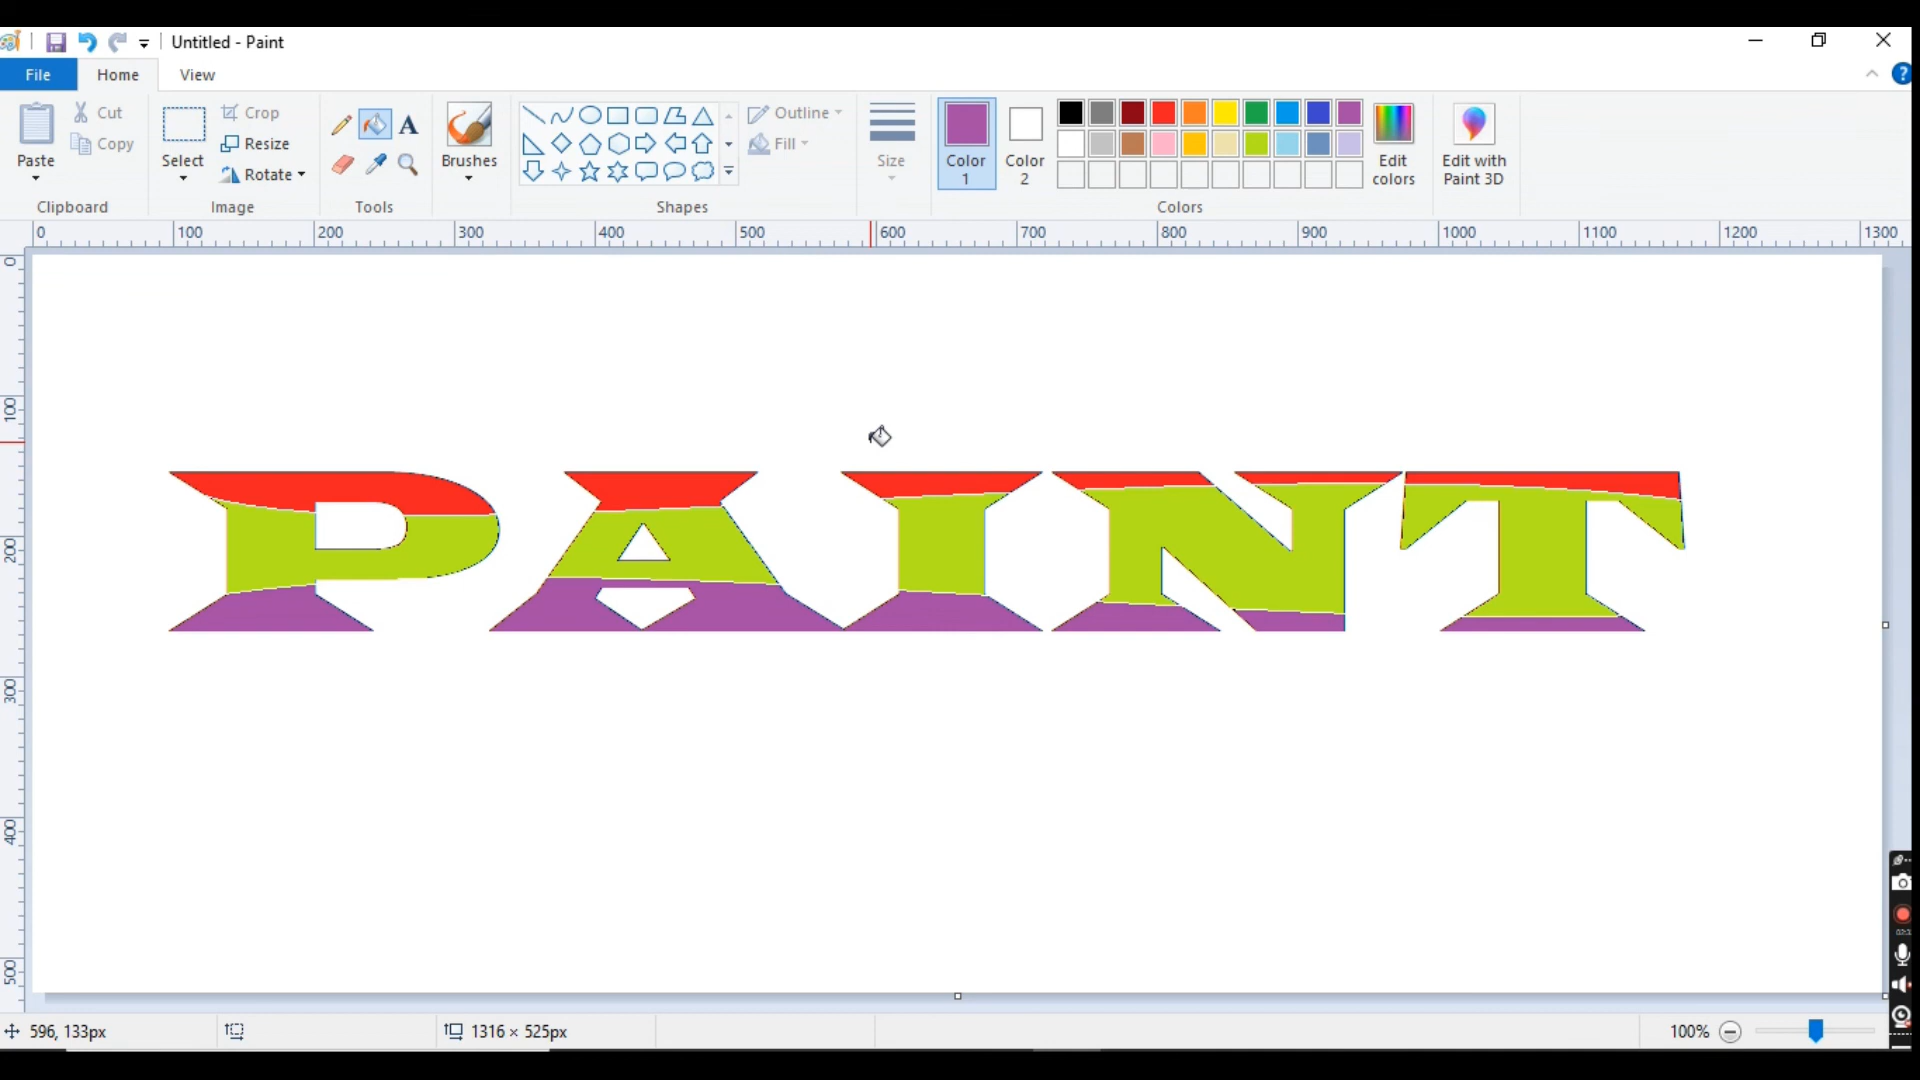 Untitled - Paint
File Home View
Cut Crop Outline
Copy Resize Fill
Paste Select Rotate Brushes Size Color 1 Color 2 Edit colors Edit with Paint 3D
Clipboard Image Tools Shapes Colors
0 100 200 300 400 500 600 700 800 900 1000 1100 1200 1300
0
100
200
300
400
500
PAINT
596, 133px 1316 × 525px 100%